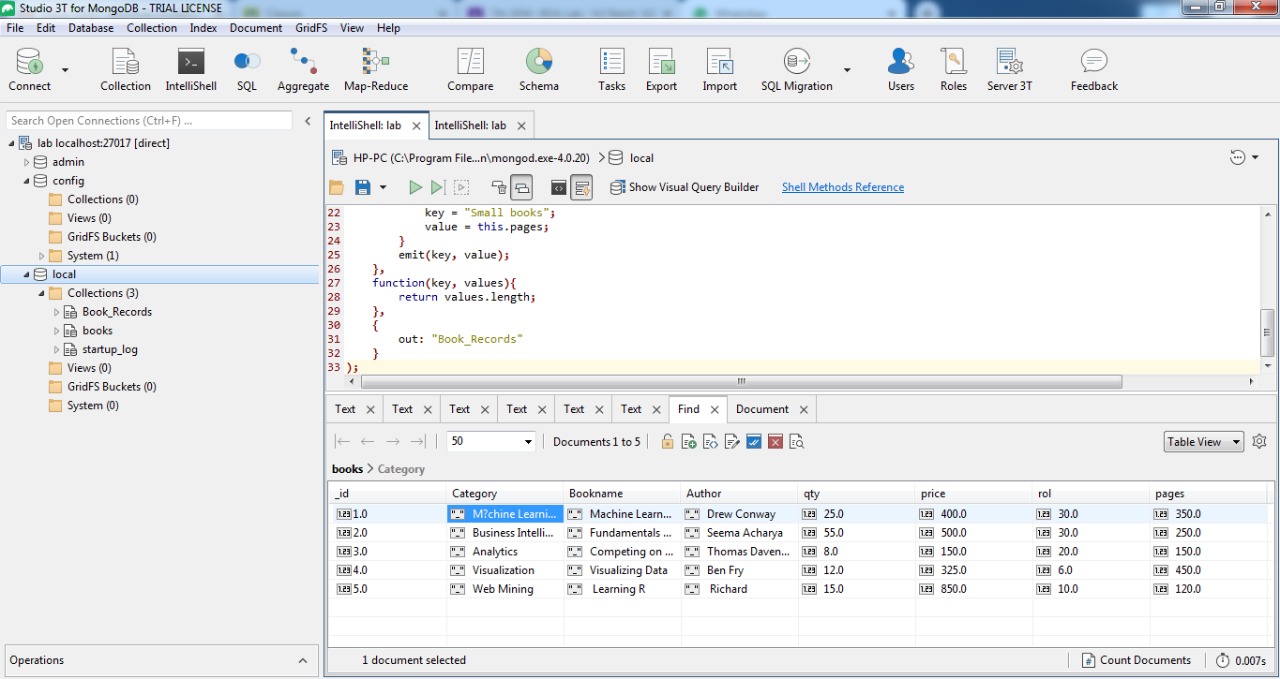 Studio 3T for MongoDB - TRIAL LICENSE
File Edit Database Collection Index Document GridFS View Help
Connect Collection IntelliShell SQL Aggregate Map-Reduce Compare Schema Tasks Export Import SQL Migration Users Roles Server 3T Feedback
Search Open Connections (Ctrl+F) ...
lab localhost:27017 [direct]
admin
config
Collections (0)
Views (0)
GridFS Buckets (0)
System (1)
local
Collections (3)
Book_Records
books
startup_log
Views (0)
GridFS Buckets (0)
System (0)
Operations
IntelliShell: lab IntelliShell: lab
HP-PC (C:\Program File...n\mongod.exe-4.0.20) local
Show Visual Query Builder Shell Methods Reference
22 key = "Small books";
23 value = this.pages;
24 }
25 emit(key, value);
26 },
27 function(key, values){
28 return values.length;
29 },
30 {
31 out: "Book_Records"
32 }
33 );
Text Text Text Text Text Text Find Document
50 Documents 1 to 5 Table View
books > Category
_id Category Bookname Author qty price rol pages
1.0 M?chine Learni... Machine Learn... Drew Conway 25.0 400.0 30.0 350.0
2.0 Business Intelli... Fundamentals ... Seema Acharya 55.0 500.0 30.0 250.0
3.0 Analytics Competing on ... Thomas Daven... 8.0 150.0 20.0 150.0
4.0 Visualization Visualizing Data Ben Fry 12.0 325.0 6.0 450.0
5.0 Web Mining Learning R Richard 15.0 850.0 10.0 120.0
1 document selected Count Documents 0.007s